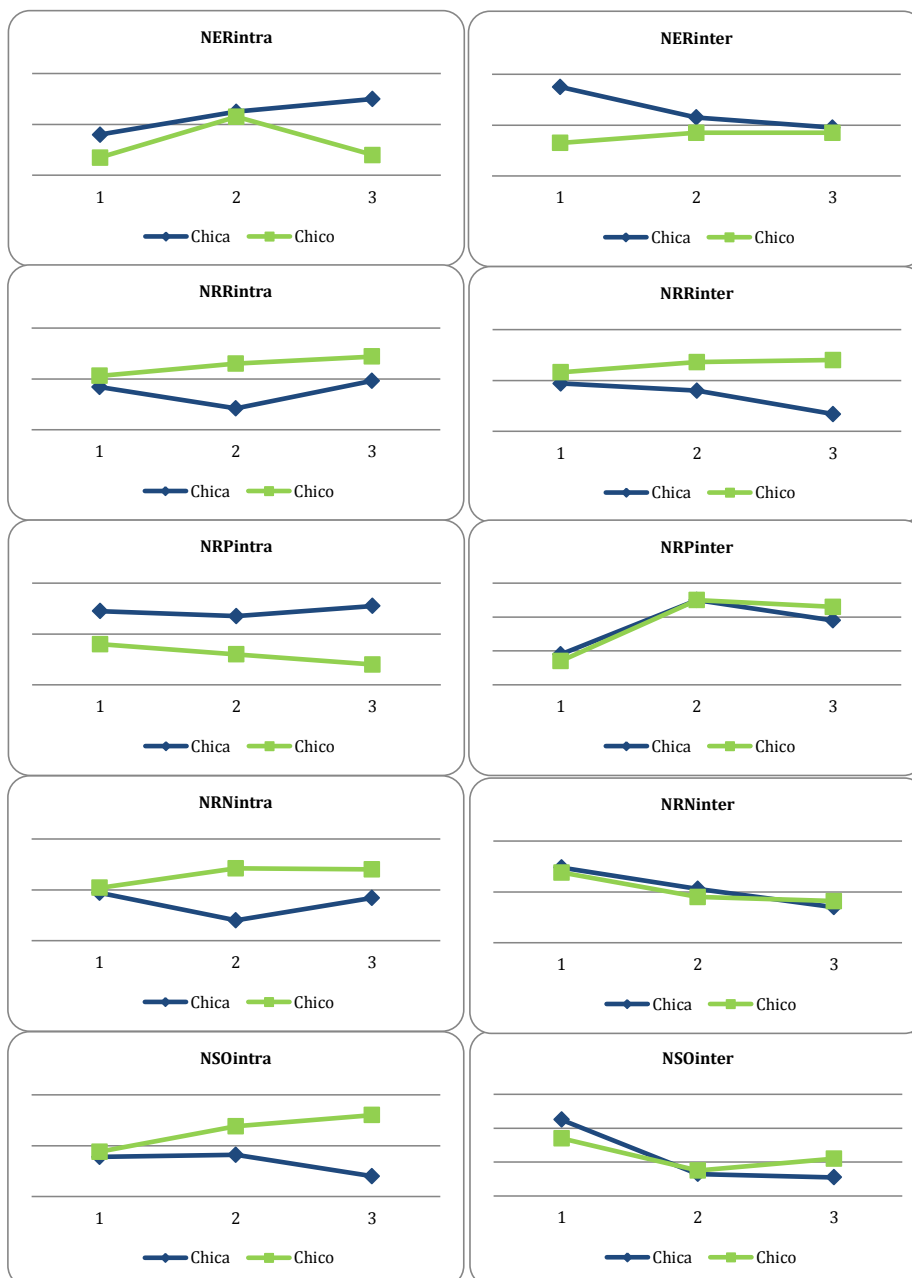 NERintra
1 2 3
Chica Chico
NERinter
1 2 3
Chica Chico
NRRintra
1 2 3
Chica Chico
NRRinter
1 2 3
Chica Chico
NRPintra
1 2 3
Chica Chico
NRPinter
1 2 3
Chica Chico
NRNintra
1 2 3
Chica Chico
NRNinter
1 2 3
Chica Chico
NSOintra
1 2 3
Chica Chico
NSOinter
1 2 3
Chica Chico